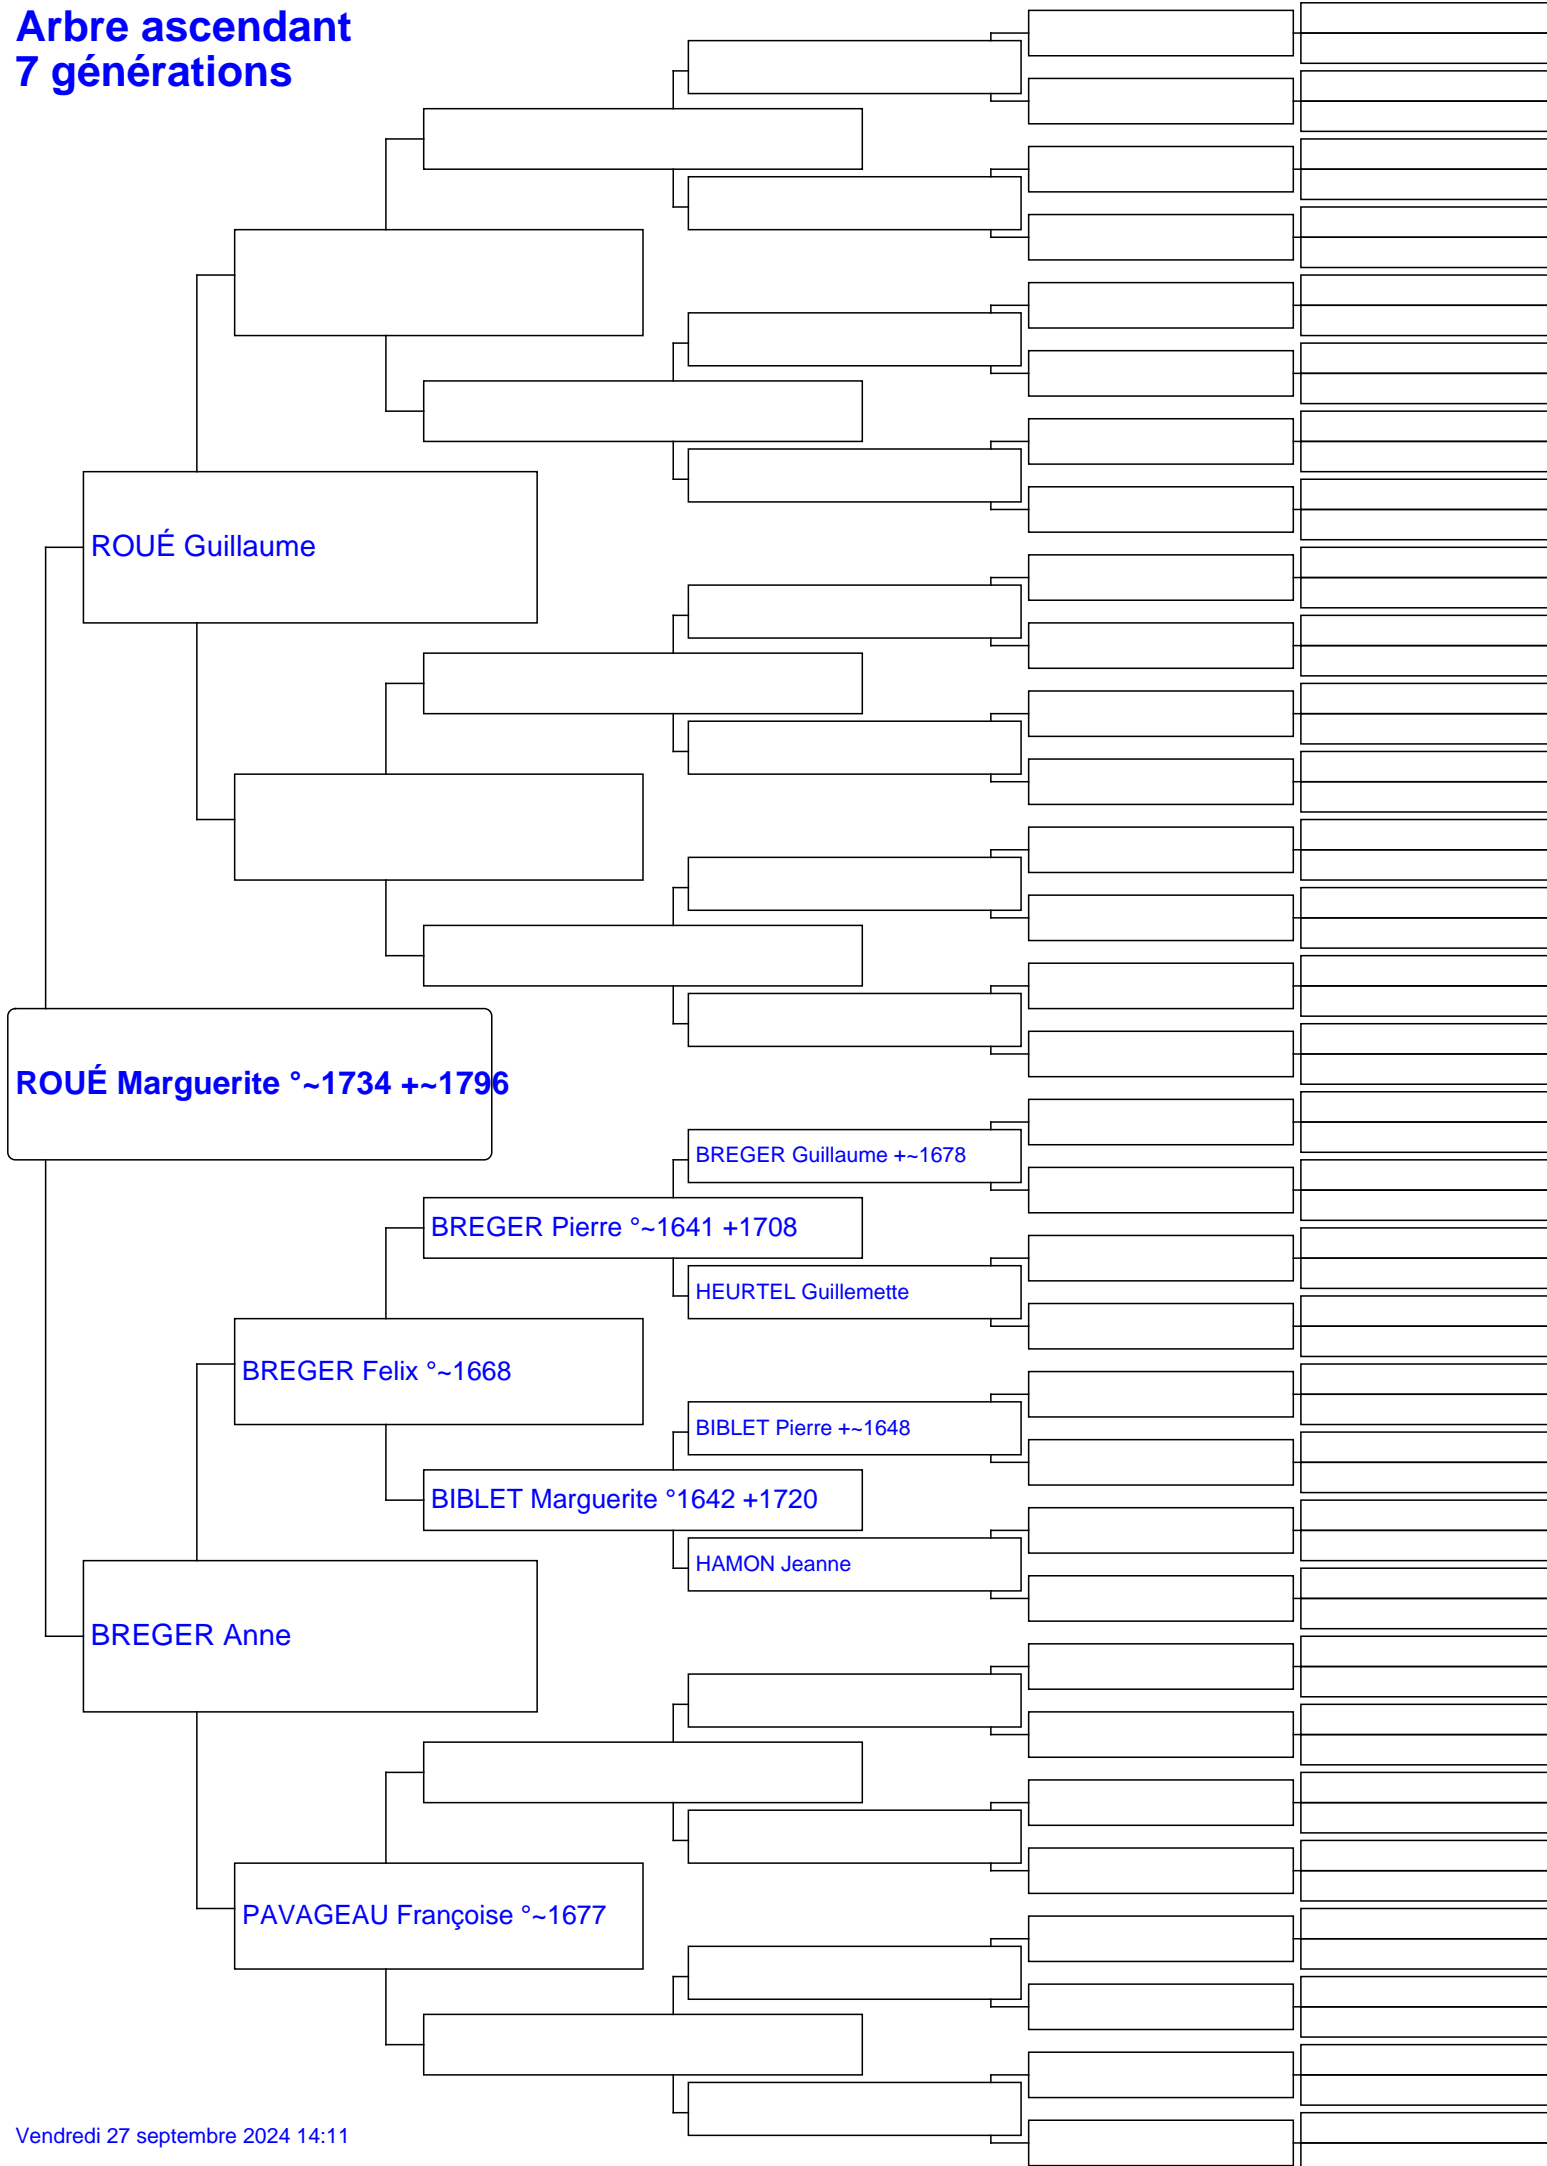 Arbre ascendant
7 générations
ROUÉ Guillaume
ROUÉ Marguerite °~1734 +~1796
BREGER Guillaume +~1678
BREGER Pierre °~1641 +1708
HEURTEL Guillemette
BREGER Felix °~1668
BIBLET Pierre +~1648
BIBLET Marguerite °1642 +1720
HAMON Jeanne
BREGER Anne
PAVAGEAU Françoise °~1677
Vendredi 27 septembre 2024 14:11